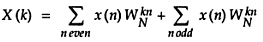 X(k) = ∑_{n even} x(n) W_N^{kn} + ∑_{n odd} x(n) W_N^{kn}